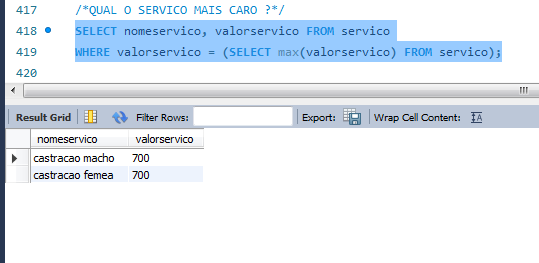 417 /*QUAL O SERVICO MAIS CARO ?*/
418 SELECT nomeservico, valorservico FROM servico
419 WHERE valorservico = (SELECT max(valorservico) FROM servico);
420
Result Grid Filter Rows: Export: Wrap Cell Content: IA
nomeservico valorservico
castracao macho 700
castracao femea 700